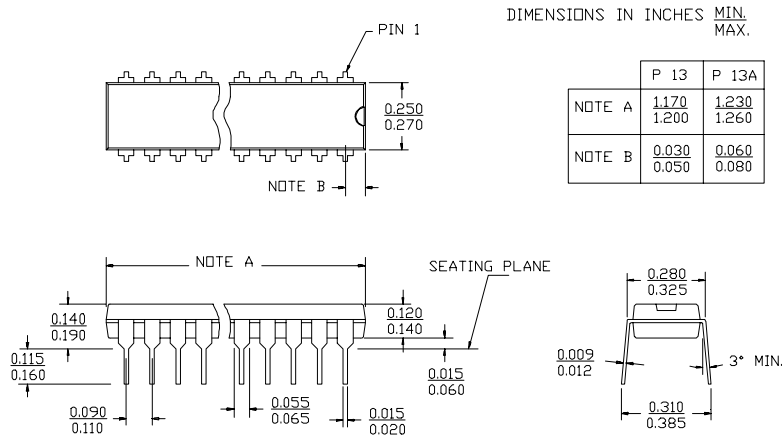 DIMENSIONS IN INCHES MIN.
MAX.
PIN 1
P 13 P 13A
NOTE A 1.170 1.230
1.200 1.260
NOTE B 0.030 0.060
0.050 0.080
0.250
0.270
NOTE B
NOTE A
SEATING PLANE
0.280
0.325
0.140
0.190
0.120
0.140
0.115
0.160
0.009
0.012
3° MIN.
0.015
0.060
0.090
0.110
0.055
0.065
0.015
0.020
0.310
0.385